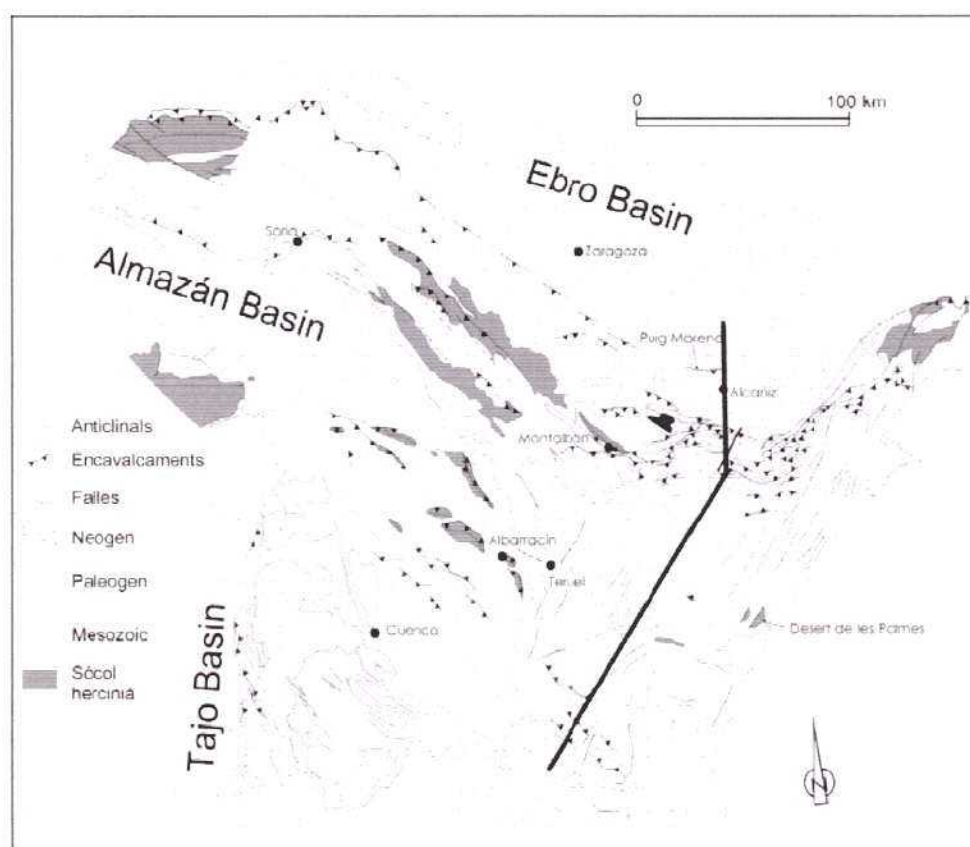 0 100 km
Ebro Basin
Soria
Zaragoza
Almazán Basin
Puig Moreno
Alcañiz
Montalbán
Anticlinals
Encavalcaments
Falles
Neogen
Albarracín
Teruel
Paleogen
Desert de les Palmes
Cuenca
Mesozoic
Tajo Basin
Sòcol
hercinià
N